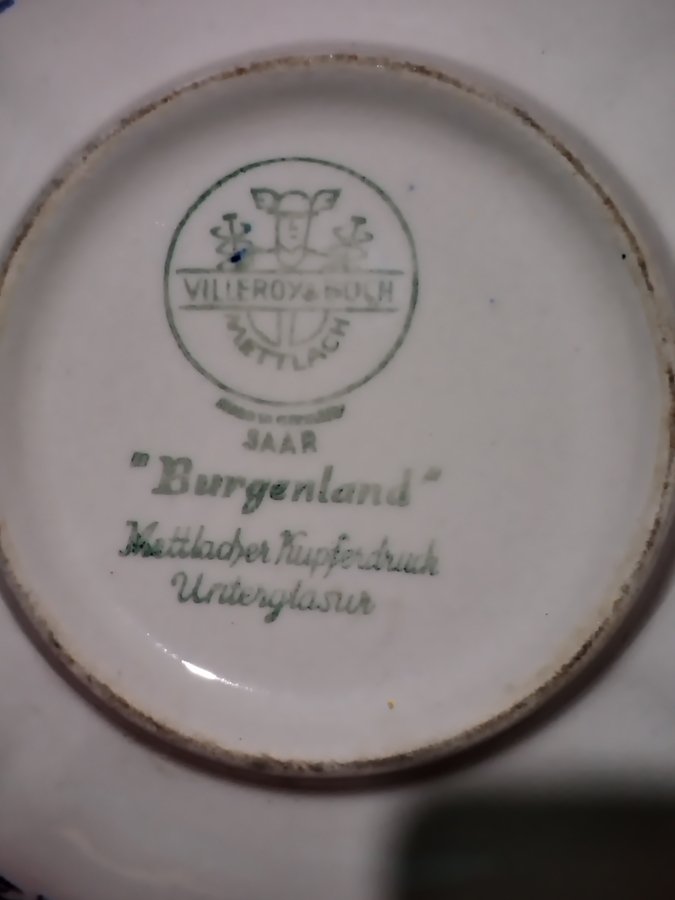 VILLEROY & BOCH
METTLACH
SAAR
"Burgenland"
Mettlacher Kupferdruck
Unterglasur